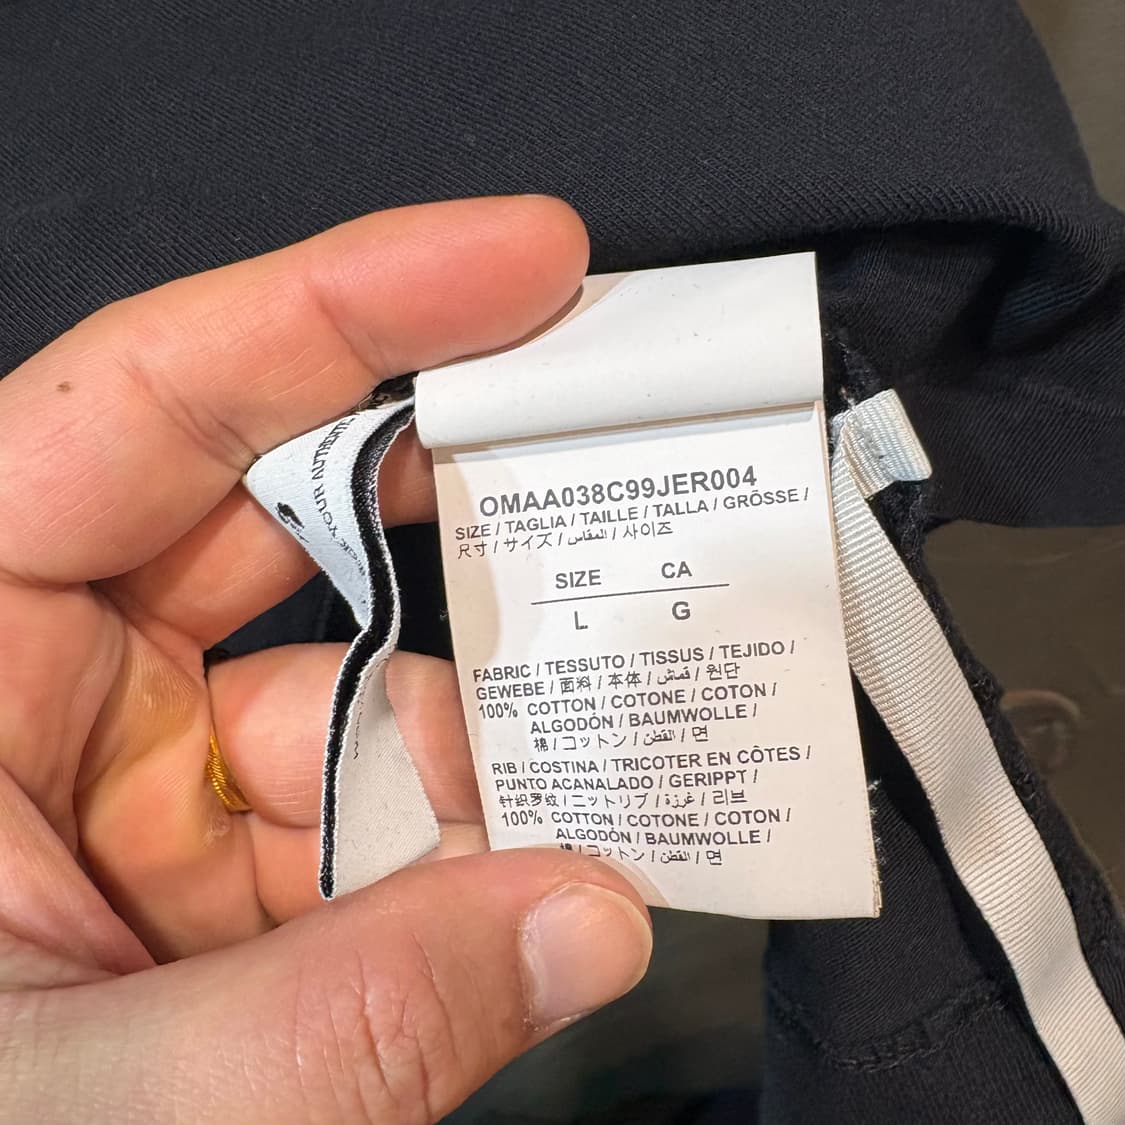 OMAA038C99JER004
SIZE / TAGLIA / TAILLE / TALLA / GRÖSSE /
尺寸 / サイズ / المقاس / 사이즈
SIZE CA
L G
FABRIC / TESSUTO / TISSUS / TEJIDO /
GEWEBE / 面料 / 本体 / قماش / 원단
100% COTTON / COTONE / COTON /
ALGODÓN / BAUMWOLLE /
棉 / コットン / القطن / 면
RIB / COSTINA / TRICOTER EN CÔTES /
PUNTO ACANALADO / GERIPPT /
针织罗纹 / ニットリブ / غرزة / 리브
100% COTTON / COTONE / COTON /
ALGODÓN / BAUMWOLLE /
棉 / コットン / القطن / 면
YOUR AUTHENTIC